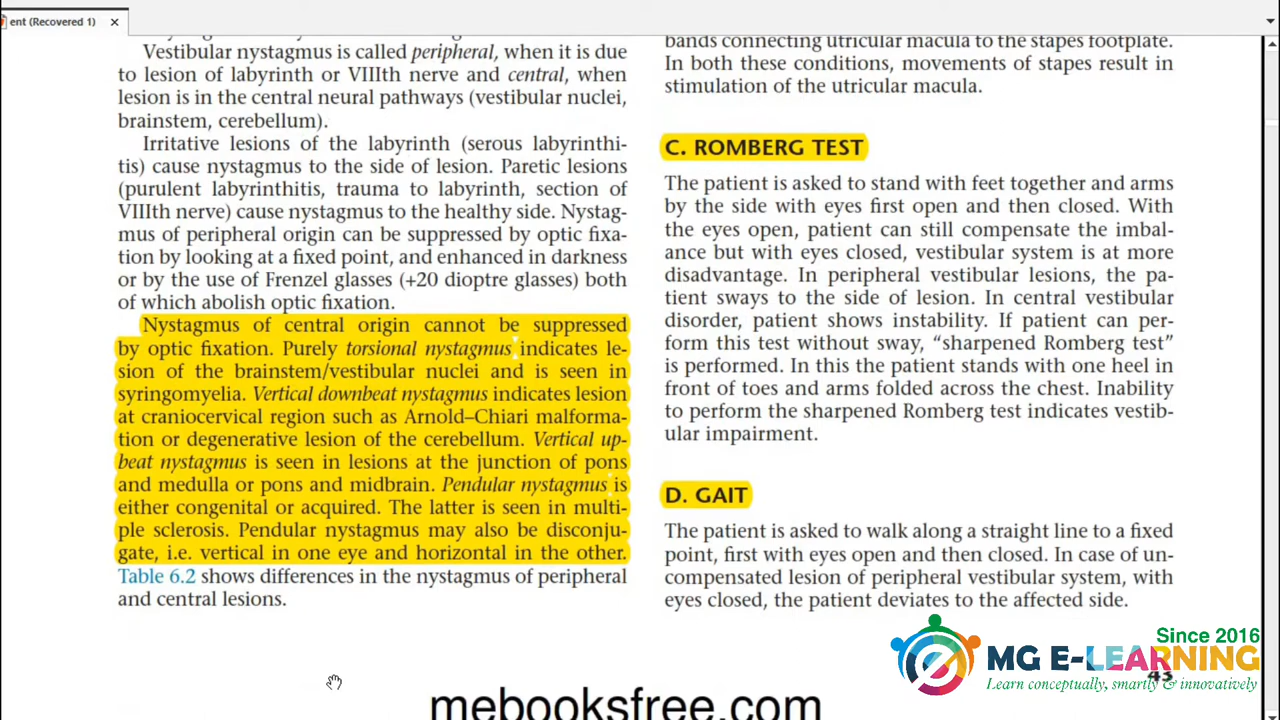 ent (Recovered 1)
Vestibular nystagmus is called peripheral, when it is due
to lesion of labyrinth or VIIIth nerve and central, when
lesion is in the central neural pathways (vestibular nuclei,
brainstem, cerebellum).
Irritative lesions of the labyrinth (serous labyrinthi-
tis) cause nystagmus to the side of lesion. Paretic lesions
(purulent labyrinthitis, trauma to labyrinth, section of
VIIIth nerve) cause nystagmus to the healthy side. Nystag-
mus of peripheral origin can be suppressed by optic fixa-
tion by looking at a fixed point, and enhanced in darkness
or by the use of Frenzel glasses (+20 dioptre glasses) both
of which abolish optic fixation.
Nystagmus of central origin cannot be suppressed
by optic fixation. Purely torsional nystagmus indicates le-
sion of the brainstem/vestibular nuclei and is seen in
syringomyelia. Vertical downbeat nystagmus indicates lesion
at craniocervical region such as Arnold–Chiari malforma-
tion or degenerative lesion of the cerebellum. Vertical up-
beat nystagmus is seen in lesions at the junction of pons
and medulla or pons and midbrain. Pendular nystagmus is
either congenital or acquired. The latter is seen in multi-
ple sclerosis. Pendular nystagmus may also be disconju-
gate, i.e. vertical in one eye and horizontal in the other.
Table 6.2 shows differences in the nystagmus of peripheral
and central lesions.
bands connecting utricular macula to the stapes footplate.
In both these conditions, movements of stapes result in
stimulation of the utricular macula.
C. ROMBERG TEST
The patient is asked to stand with feet together and arms
by the side with eyes first open and then closed. With
the eyes open, patient can still compensate the imbal-
ance but with eyes closed, vestibular system is at more
disadvantage. In peripheral vestibular lesions, the pa-
tient sways to the side of lesion. In central vestibular
disorder, patient shows instability. If patient can per-
form this test without sway, “sharpened Romberg test”
is performed. In this the patient stands with one heel in
front of toes and arms folded across the chest. Inability
to perform the sharpened Romberg test indicates vestib-
ular impairment.
D. GAIT
The patient is asked to walk along a straight line to a fixed
point, first with eyes open and then closed. In case of un-
compensated lesion of peripheral vestibular system, with
eyes closed, the patient deviates to the affected side.
Since 2016
MG E-LEARNING
Learn conceptually, smartly & innovatively
43
mebooksfree.com